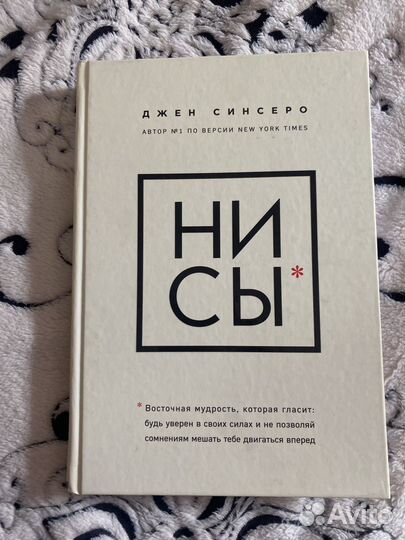 ДЖЕН СИНСЕРО
АВТОР №1 ПО ВЕРСИИ NEW YORK TIMES
НИ
СЫ*
* Восточная мудрость, которая гласит:
будь уверен в своих силах и не позволяй
сомнениям мешать тебе двигаться вперед
Avito